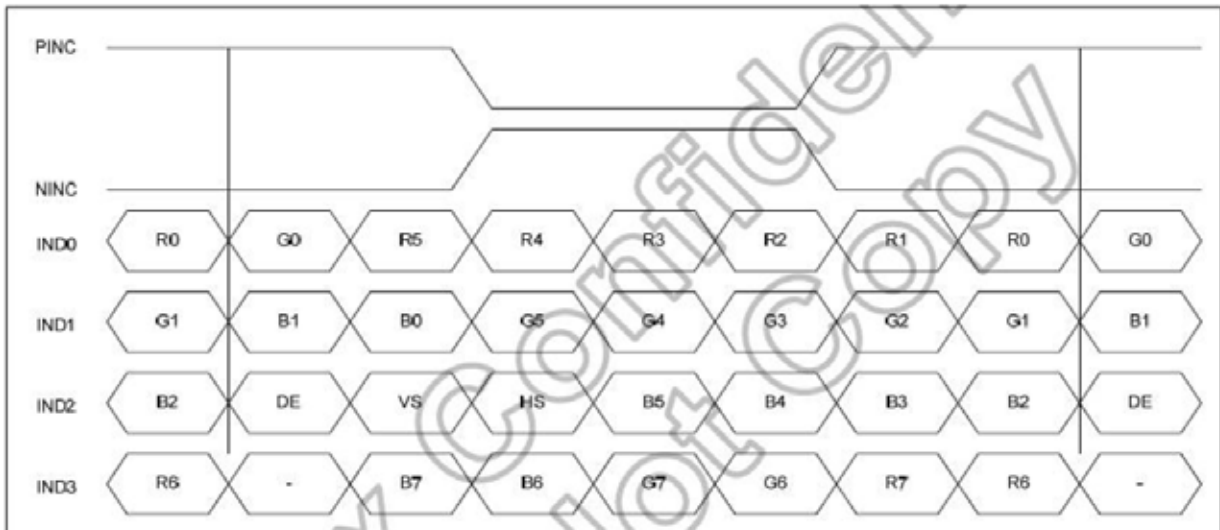 PINC
NINC
IND0 R0 G0 R5 R4 R3 R2 R1 R0 G0
IND1 G1 B1 B0 G5 G4 G3 G2 G1 B1
IND2 B2 DE VS HS B5 B4 B3 B2 DE
IND3 R6 - B7 B6 G7 G6 R7 R6 -
Confiden
Copy